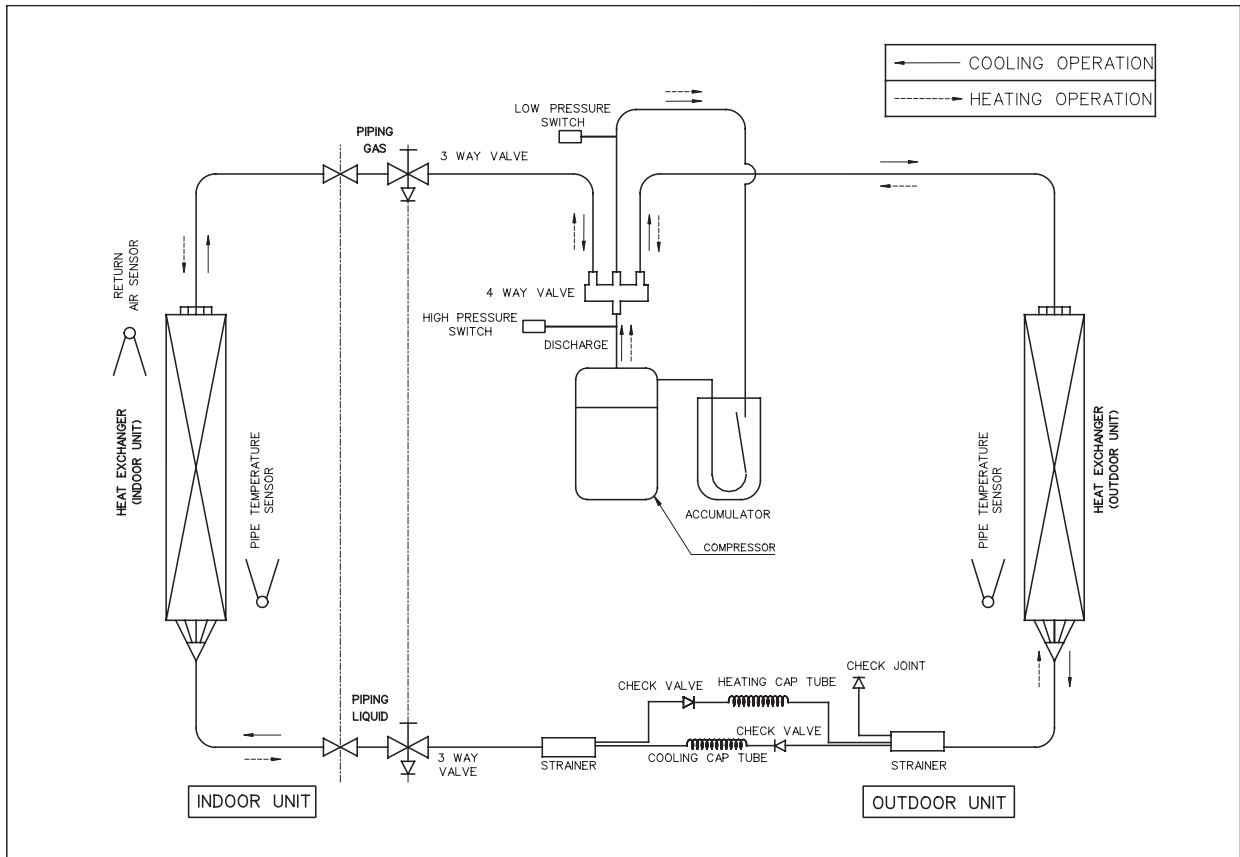 COOLING OPERATION
HEATING OPERATION
LOW PRESSURE
SWITCH
PIPING
GAS
3 WAY VALVE
RETURN
AIR SENSOR
4 WAY VALVE
HIGH PRESSURE
SWITCH
DISCHARGE
HEAT EXCHANGER
(INDOOR UNIT)
PIPE TEMPERATURE
SENSOR
ACCUMULATOR
COMPRESSOR
PIPE TEMPERATURE
SENSOR
HEAT EXCHANGER
(OUTDOOR UNIT)
CHECK JOINT
CHECK VALVE
HEATING CAP TUBE
PIPING
LIQUID
CHECK VALVE
3 WAY
VALVE
STRAINER
COOLING CAP TUBE
STRAINER
INDOOR UNIT
OUTDOOR UNIT